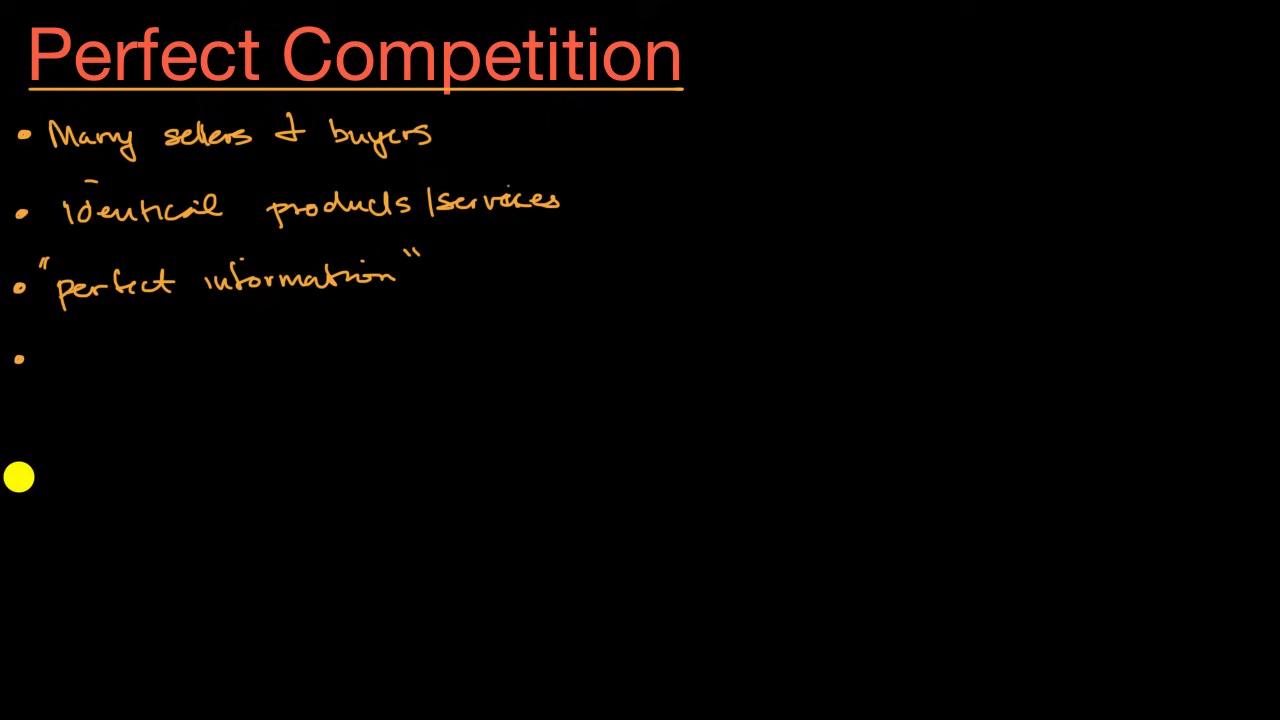 Perfect Competition
• Many sellers & buyers
• identical products/services
• "perfect information"
•